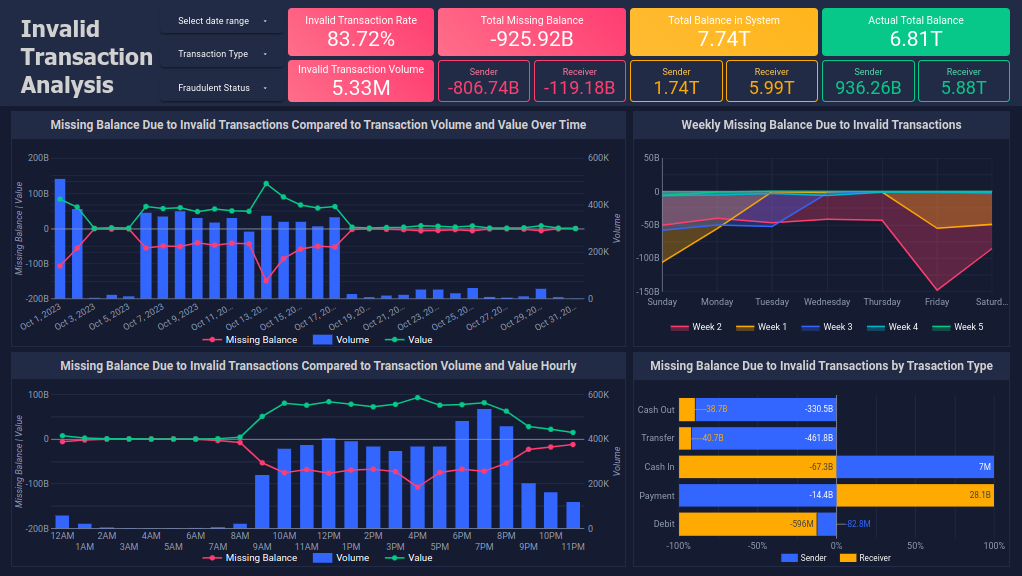 Invalid
Transaction
Analysis
Select date range
Transaction Type
Fraudulent Status
Invalid Transaction Rate
83.72%
Invalid Transaction Volume
5.33M
Total Missing Balance
-925.92B
Sender
-806.74B
Receiver
-119.18B
Total Balance in System
7.74T
Sender
1.74T
Receiver
5.99T
Actual Total Balance
6.81T
Sender
936.26B
Receiver
5.88T
Missing Balance Due to Invalid Transactions Compared to Transaction Volume and Value Over Time
Missing Balance | Value
200B
100B
0
-100B
-200B
600K
400K
200K
0
Volume
Oct 1, 2023
Oct 3, 2023
Oct 5, 2023
Oct 7, 2023
Oct 9, 2023
Oct 11, 20...
Oct 13, 20...
Oct 15, 20...
Oct 17, 20...
Oct 19, 20...
Oct 21, 20...
Oct 23, 20...
Oct 25, 20...
Oct 27, 20...
Oct 29, 20...
Oct 31, 20...
Missing Balance Volume Value
Weekly Missing Balance Due to Invalid Transactions
50B
0
-50B
-100B
-150B
Sunday Monday Tuesday Wednesday Thursday Friday Saturd...
Week 2 Week 1 Week 3 Week 4 Week 5
Missing Balance Due to Invalid Transactions Compared to Transaction Volume and Value Hourly
Missing Balance | Value
100B
0
-100B
-200B
600K
400K
200K
0
Volume
12AM 2AM 4AM 6AM 8AM 10AM 12PM 2PM 4PM 6PM 8PM 10PM
1AM 3AM 5AM 7AM 9AM 11AM 1PM 3PM 5PM 7PM 9PM 11PM
Missing Balance Volume Value
Missing Balance Due to Invalid Transactions by Trasaction Type
Cash Out -38.7B -330.5B
Transfer -40.7B -461.8B
Cash In -67.3B 7M
Payment -14.4B 28.1B
Debit -596M -82.8M
-100% -50% 0% 50% 100%
Sender Receiver